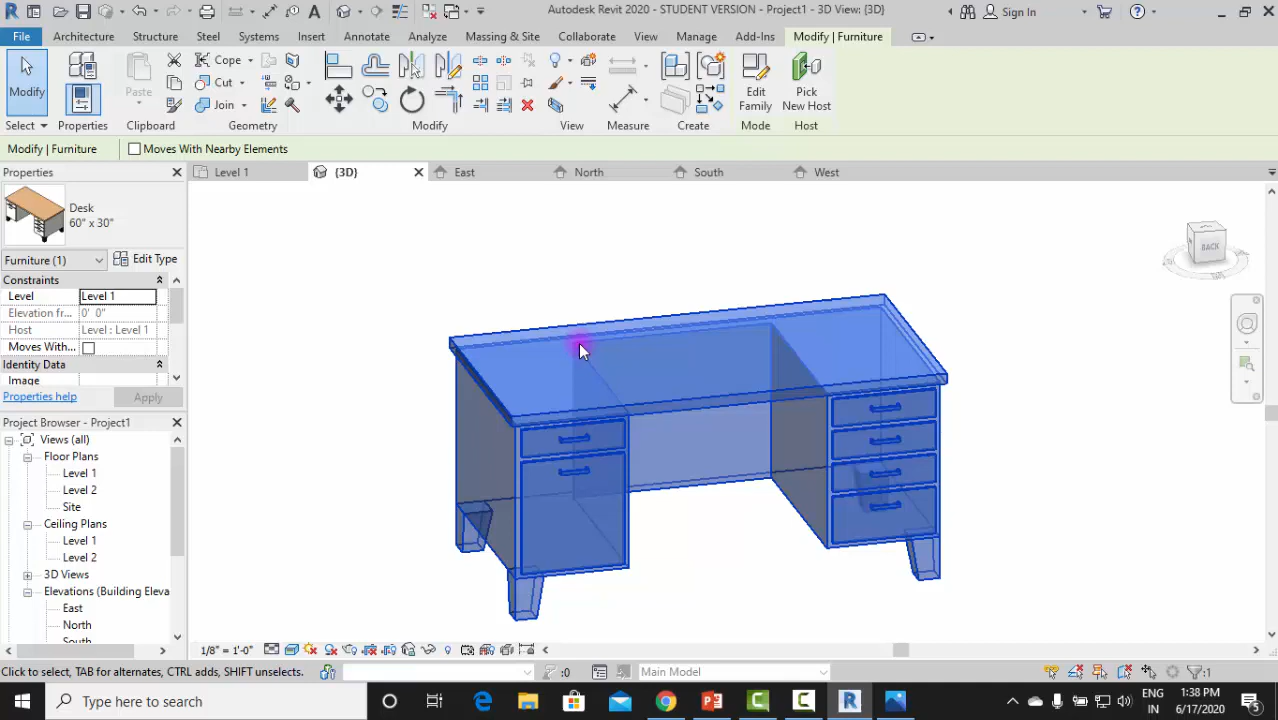 Autodesk Revit 2020 - STUDENT VERSION - Project1 - 3D View: {3D}
Sign In
File Architecture Structure Steel Systems Insert Annotate Analyze Massing & Site Collaborate View Manage Add-Ins Modify | Furniture
Modify
Paste
Cope
Cut
Join
Edit Family
Pick New Host
Select Properties Clipboard Geometry Modify View Measure Create Mode Host
Modify | Furniture Moves With Nearby Elements
Properties
Level 1 {3D} East North South West
Desk
60" x 30"
Furniture (1) Edit Type
Constraints
Level Level 1
Elevation fr... 0' 0"
Host Level : Level 1
Moves With...
Identity Data
Image
Properties help Apply
BACK
Project Browser - Project1
Views (all)
Floor Plans
Level 1
Level 2
Site
Ceiling Plans
Level 1
Level 2
3D Views
Elevations (Building Eleva
East
North
South
1/8" = 1'-0"
Click to select, TAB for alternates, CTRL adds, SHIFT unselects.
:0
Main Model
:1
Type here to search
ENG
IN
1:38 PM
6/17/2020
5